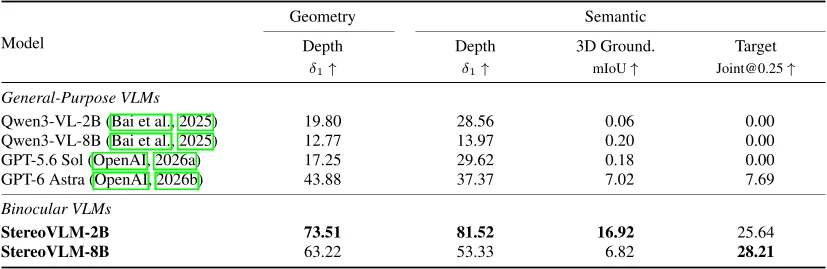 Geometry Semantic
Model Depth Depth 3D Ground. Target
δ1 ↑ δ1 ↑ mIoU ↑ Joint@0.25 ↑
General-Purpose VLMs
Qwen3-VL-2B (Bai et al., 2025) 19.80 28.56 0.06 0.00
Qwen3-VL-8B (Bai et al., 2025) 12.77 13.97 0.20 0.00
GPT-5.6 Sol (OpenAI, 2026a) 17.25 29.62 0.18 0.00
GPT-6 Astra (OpenAI, 2026b) 43.88 37.37 7.02 7.69
Binocular VLMs
StereoVLM-2B 73.51 81.52 16.92 25.64
StereoVLM-8B 63.22 53.33 6.82 28.21